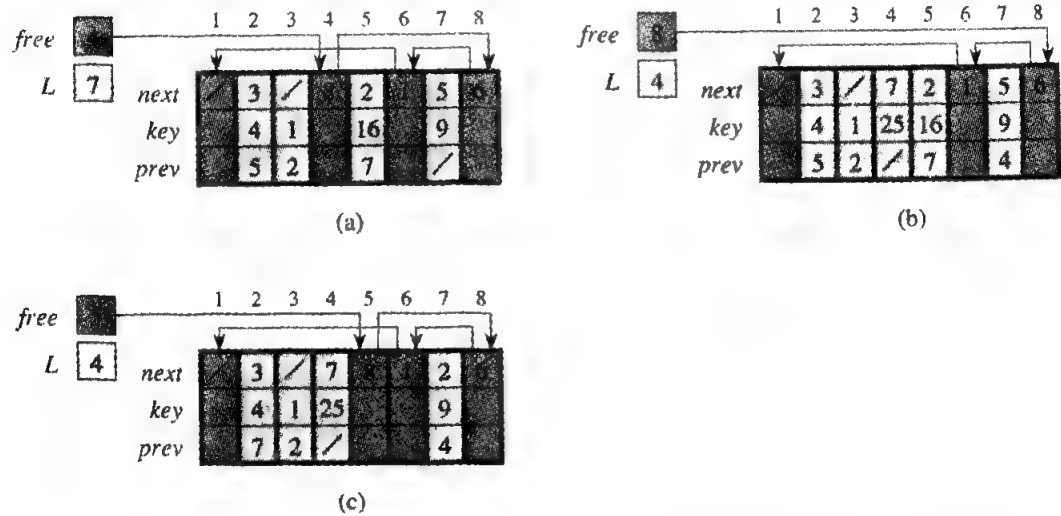 1 2 3 4 5 6 7 8
free
L 7
next / 3 / 8 2 5 6
key 4 1 16 9
prev 5 2 7 /
(a)
1 2 3 4 5 6 7 8
free 8
L 4
next 3 / 7 2 1 5 6
key 4 1 25 16 9
prev 5 2 / 7 4
(b)
1 2 3 4 5 6 7 8
free
L 4
next 3 / 7 8 1 2 6
key 4 1 25 9
prev 7 2 / 4
(c)